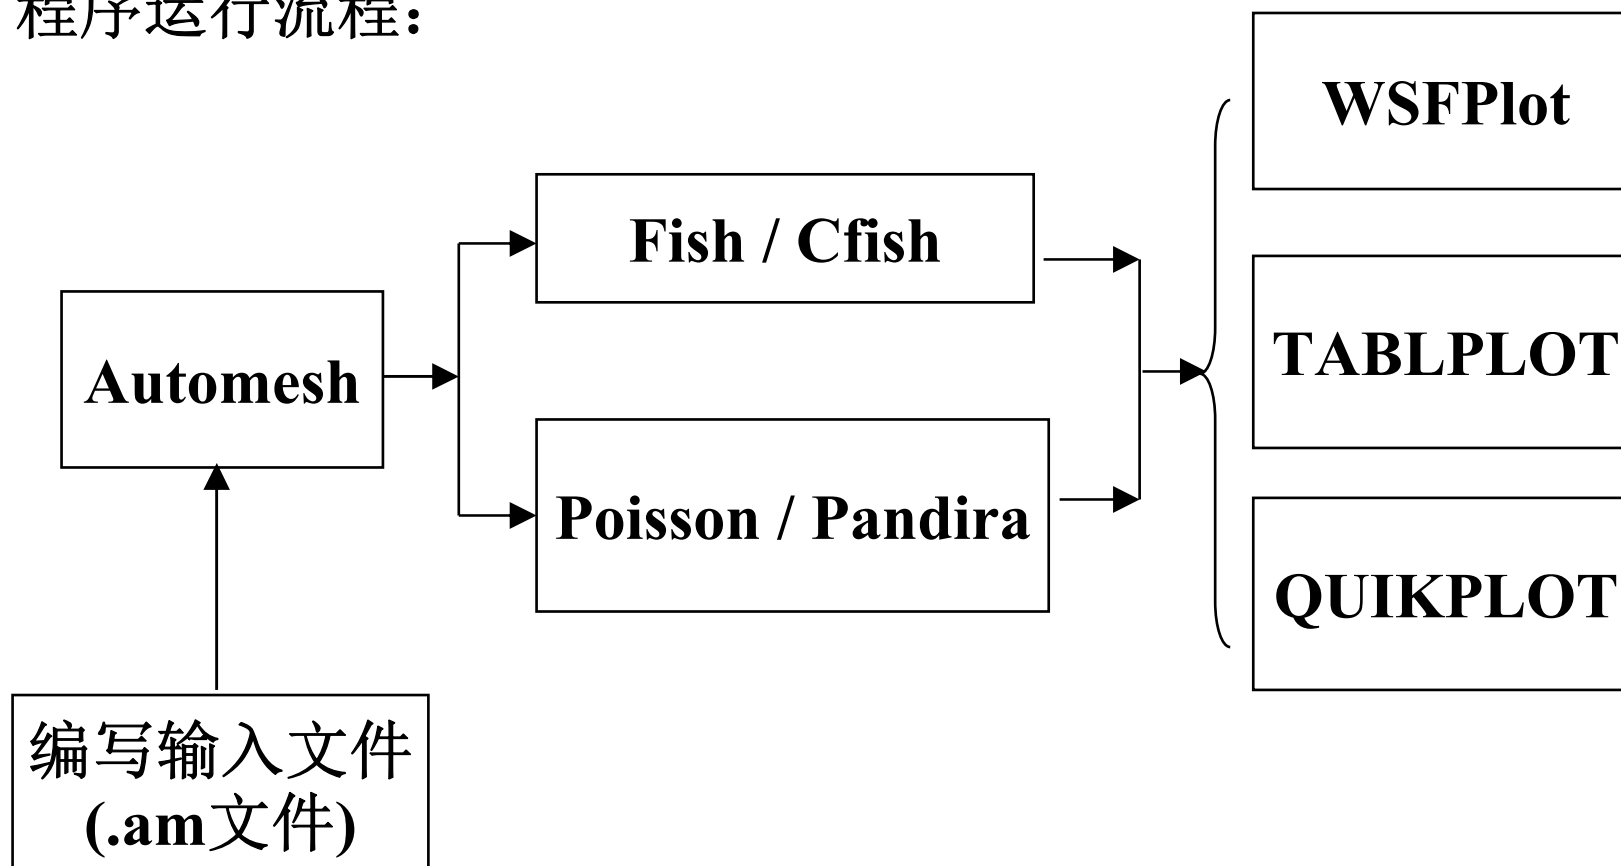 程序运行流程：
WSFPlot
Fish / Cfish
TABLPLOT
Automesh
Poisson / Pandira
QUIKPLOT
编写输入文件
(.am文件)